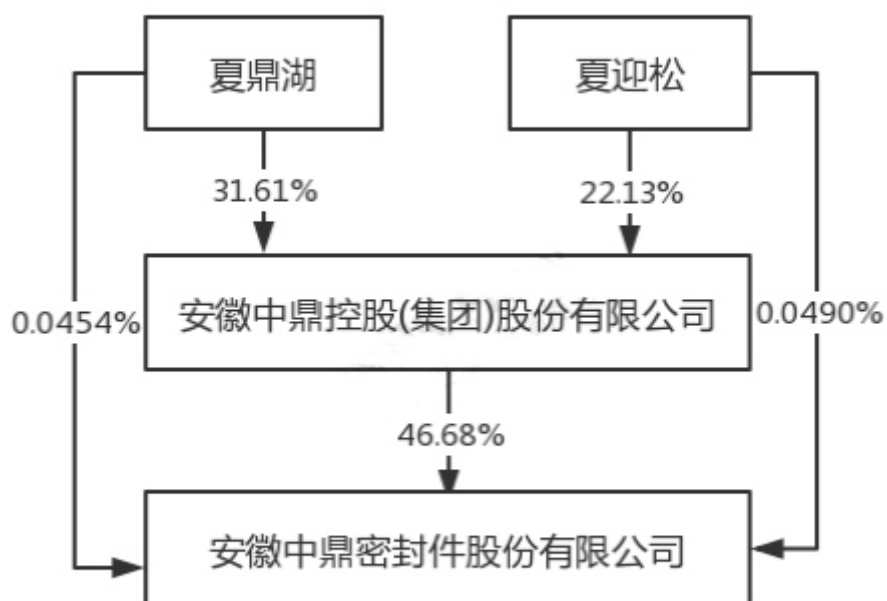 夏鼎湖
夏迎松
31.61%
22.13%
安徽中鼎控股(集团)股份有限公司
0.0454%
0.0490%
46.68%
安徽中鼎密封件股份有限公司